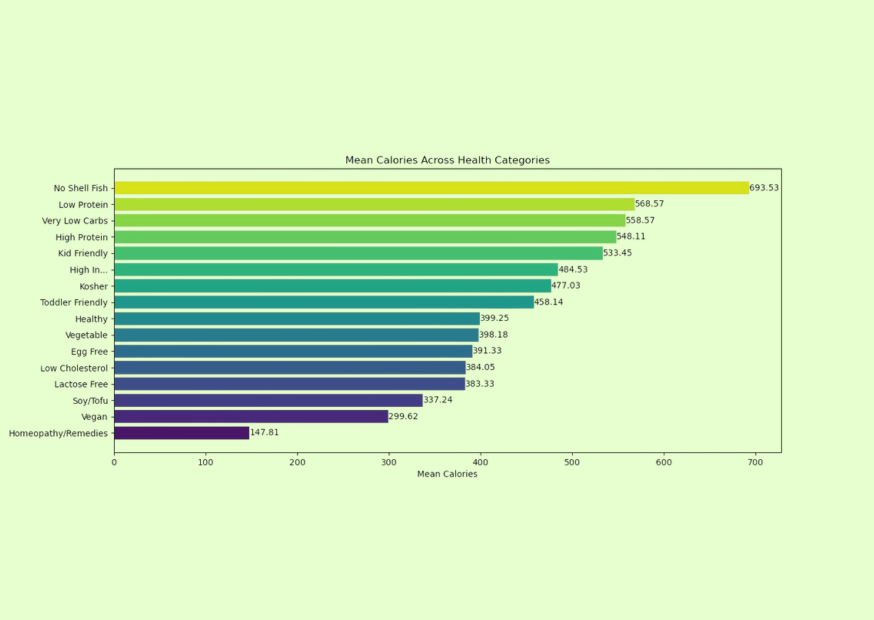 Mean Calories Across Health Categories
No Shell Fish 693.53
Low Protein 568.57
Very Low Carbs 558.57
High Protein 548.11
Kid Friendly 533.45
High In... 484.53
Kosher 477.03
Toddler Friendly 458.14
Healthy 399.25
Vegetable 398.18
Egg Free 391.33
Low Cholesterol 384.05
Lactose Free 383.33
Soy/Tofu 337.24
Vegan 299.62
Homeopathy/Remedies 147.81
0 100 200 300 400 500 600 700
Mean Calories